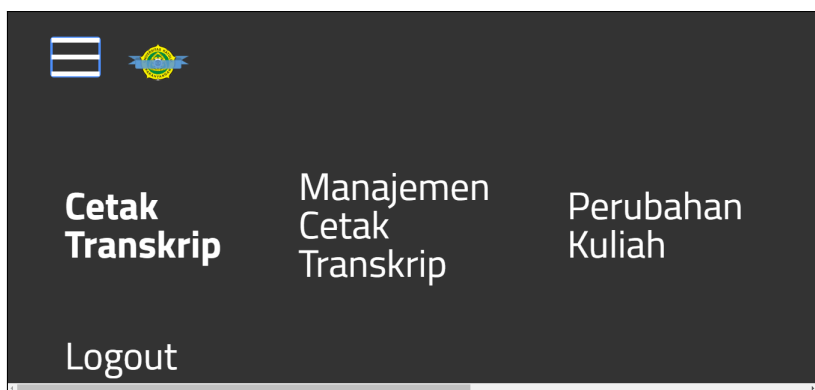 Cetak
Transkrip
Manajemen
Cetak
Transkrip
Perubahan
Kuliah
Logout